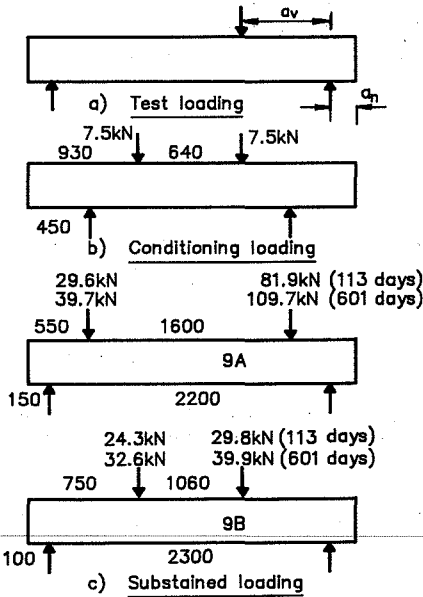 av
an
a) Test loading
7.5kN 7.5kN
930 640
450
b) Conditioning loading
29.6kN 81.9kN (113 days)
39.7kN 109.7kN (601 days)
550 1600
9A
150 2200
24.3kN 29.8kN (113 days)
32.6kN 39.9kN (601 days)
750 1060
9B
100 2300
c) Substained loading